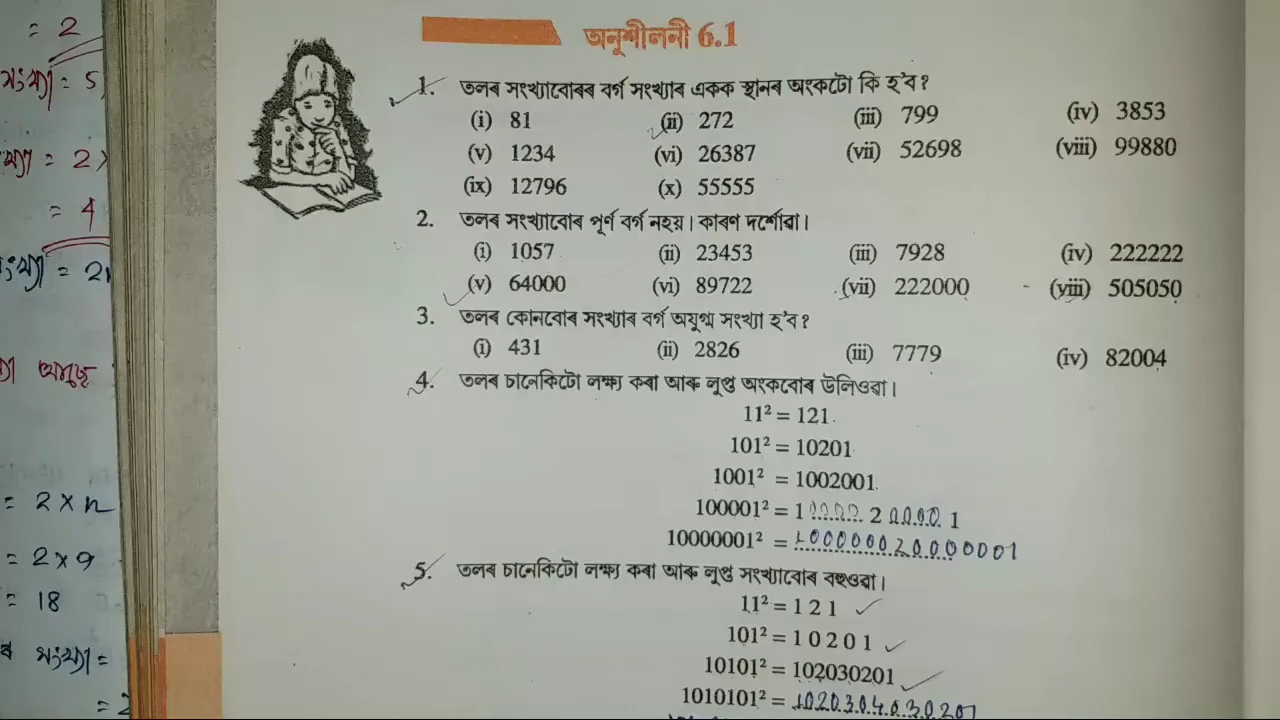 = 2
সংখ্যা = 5
= 2
= 4
= 2
= 2 × n
= 2 × 9
= 18
সংখ্যা =
= 2
অনুশীলনী 6.1
1. তলৰ সংখ্যাবোৰৰ বৰ্গ সংখ্যাৰ একক স্থানৰ অংকটো কি হ'ব?
(i) 81 (ii) 272 (iii) 799 (iv) 3853
(v) 1234 (vi) 26387 (vii) 52698 (viii) 99880
(ix) 12796 (x) 55555
2. তলৰ সংখ্যাবোৰ পূৰ্ণ বৰ্গ নহয়। কাৰণ দৰ্শোৱা।
(i) 1057 (ii) 23453 (iii) 7928 (iv) 222222
(v) 64000 (vi) 89722 (vii) 222000 (viii) 505050
3. তলৰ কোনবোৰ সংখ্যাৰ বৰ্গ অযুগ্ম সংখ্যা হ'ব?
(i) 431 (ii) 2826 (iii) 7779 (iv) 82004
4. তলৰ চানেকিটো লক্ষ্য কৰা আৰু লুপ্ত অংকবোৰ উলিওৱা।
11² = 121
101² = 10201
1001² = 1002001
100001² = 1 0000 2 0000 1
10000001² = 100000020000001
5. তলৰ চানেকিটো লক্ষ্য কৰা আৰু লুপ্ত সংখ্যাবোৰ বহুওৱা।
11² = 1 2 1
101² = 1 0 2 0 1
10101² = 102030201
1010101² = 1020304030201